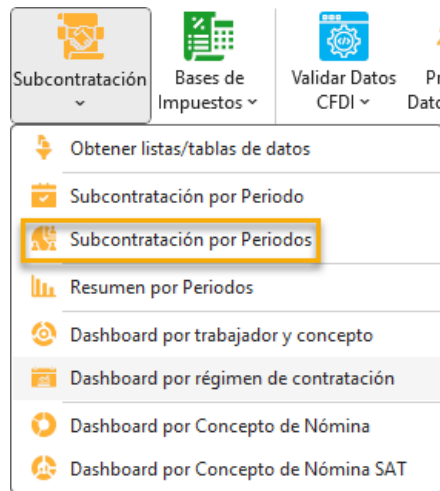 Subcontratación
Bases de
Impuestos
Validar Datos
CFDI
Obtener listas/tablas de datos
Subcontratación por Periodo
Subcontratación por Periodos
Resumen por Periodos
Dashboard por trabajador y concepto
Dashboard por régimen de contratación
Dashboard por Concepto de Nómina
Dashboard por Concepto de Nómina SAT